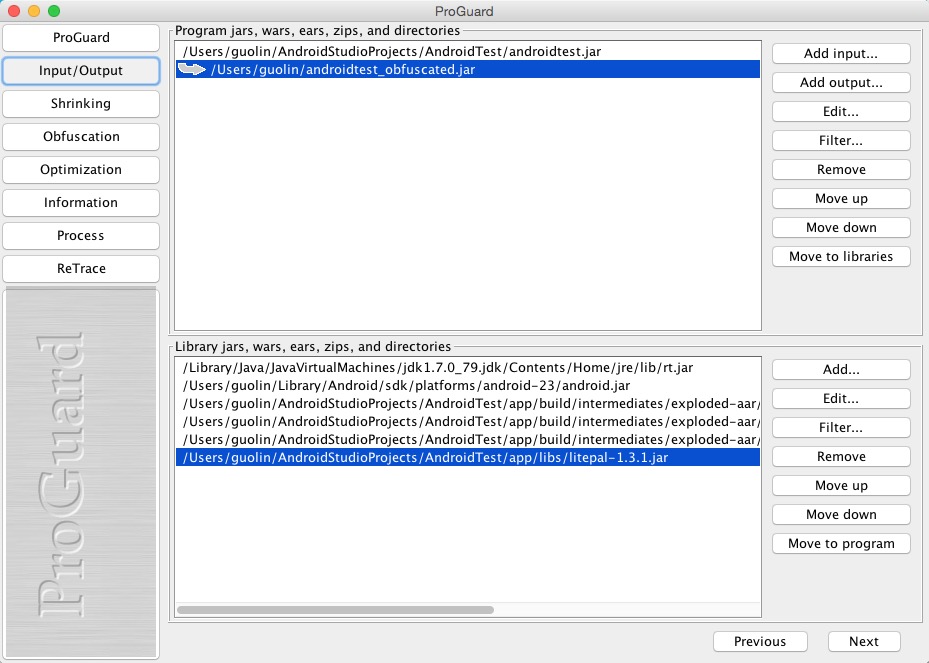 ProGuard
ProGuard
Input/Output
Shrinking
Obfuscation
Optimization
Information
Process
ReTrace
ProGuard
Program jars, wars, ears, zips, and directories
/Users/guolin/AndroidStudioProjects/AndroidTest/androidtest.jar
/Users/guolin/androidtest_obfuscated.jar
Add input...
Add output...
Edit...
Filter...
Remove
Move up
Move down
Move to libraries
Library jars, wars, ears, zips, and directories
/Library/Java/JavaVirtualMachines/jdk1.7.0_79.jdk/Contents/Home/jre/lib/rt.jar
/Users/guolin/Library/Android/sdk/platforms/android-23/android.jar
/Users/guolin/AndroidStudioProjects/AndroidTest/app/build/intermediates/exploded-aar/
/Users/guolin/AndroidStudioProjects/AndroidTest/app/build/intermediates/exploded-aar/
/Users/guolin/AndroidStudioProjects/AndroidTest/app/build/intermediates/exploded-aar/
/Users/guolin/AndroidStudioProjects/AndroidTest/app/libs/litepal-1.3.1.jar
Add...
Edit...
Filter...
Remove
Move up
Move down
Move to program
Previous
Next